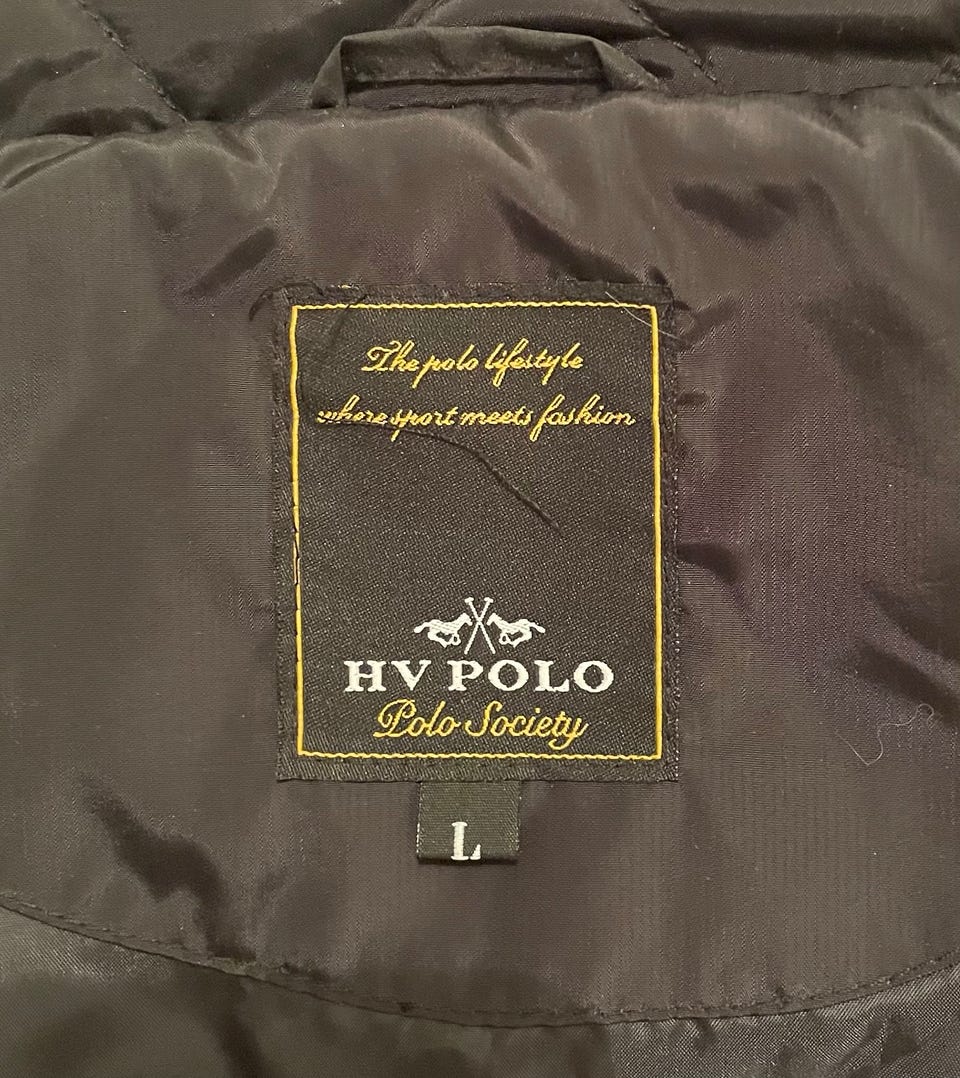 The polo lifestyle
where sport meets fashion
HV POLO
Polo Society
L